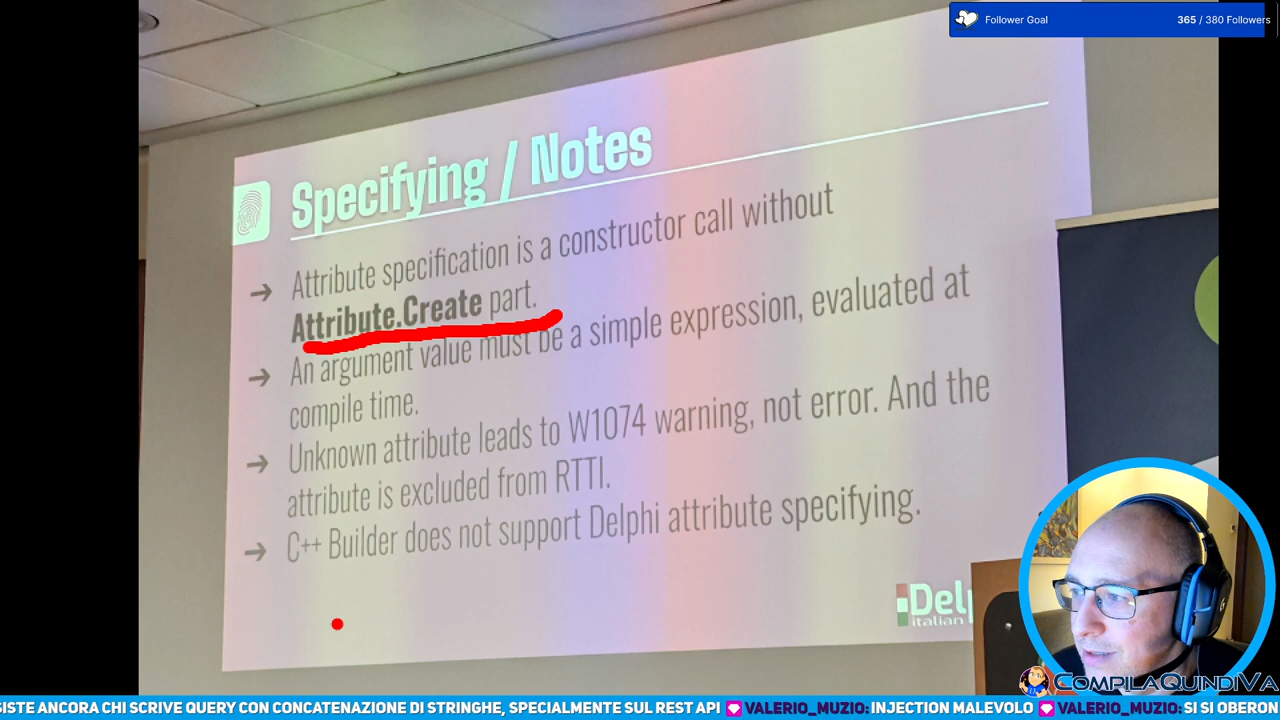 Follower Goal
365 / 380 Followers
Specifying / Notes
→ Attribute specification is a constructor call without
Attribute.Create part.
→ An argument value must be a simple expression, evaluated at
compile time.
→ Unknown attribute leads to W1074 warning, not error. And the
attribute is excluded from RTTI.
→ C++ Builder does not support Delphi attribute specifying.
Delp
italian
COMPILAQUINDIVA
SISTE ANCORA CHI SCRIVE QUERY CON CONCATENAZIONE DI STRINGHE, SPECIALMENTE SUL REST API VALERIO_MUZIO: INJECTION MALEVOLO VALERIO_MUZIO: SI SI OBERON